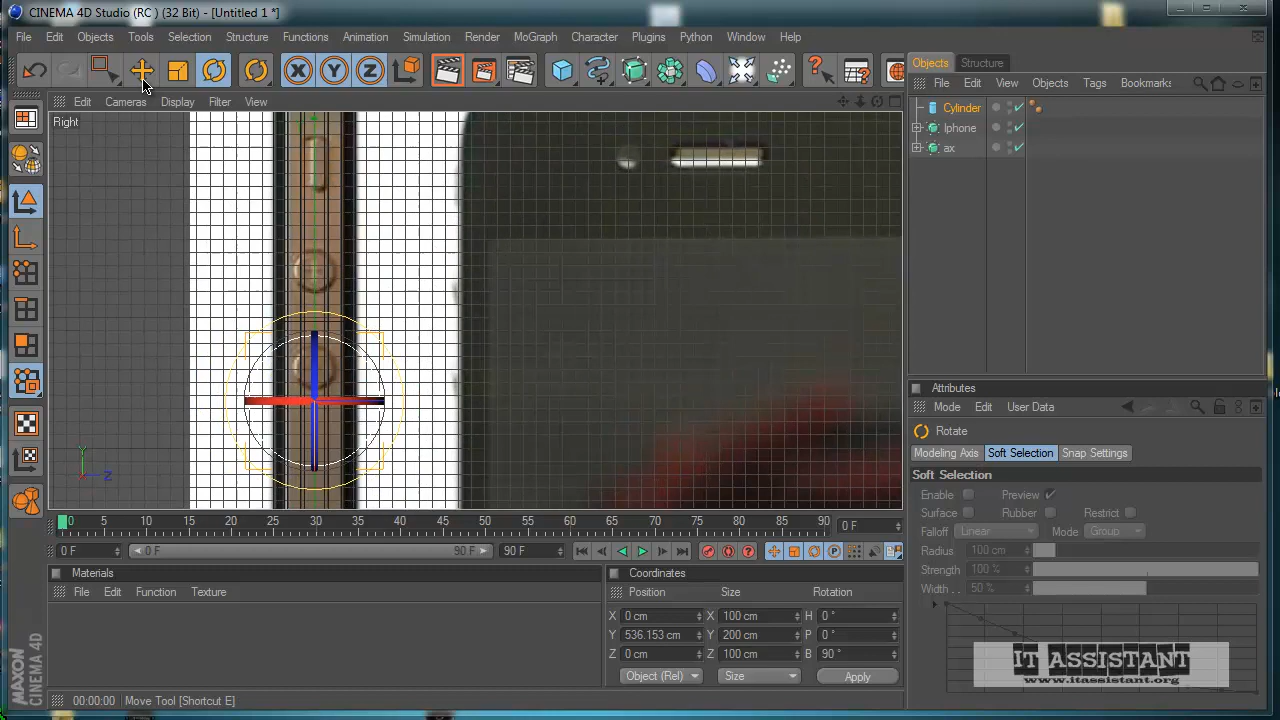 CINEMA 4D Studio (RC ) (32 Bit) - [Untitled 1 *]
File Edit Objects Tools Selection Structure Functions Animation Simulation Render MoGraph Character Plugins Python Window Help
X Y Z
Objects Structure
File Edit View Objects Tags Bookmarks
Edit Cameras Display Filter View
Right
Cylinder
Iphone
ax
Y
Z
Attributes
Mode Edit User Data
Rotate
Modeling Axis Soft Selection Snap Settings
Soft Selection
Enable Preview
Surface Rubber Restrict
Falloff Linear Mode Group
Radius 100 cm
Strength 100 %
Width . . 50 %
0 5 10 15 20 25 30 35 40 45 50 55 60 65 70 75 80 85 90 0 F
0 F 0 F 90 F 90 F
Materials
File Edit Function Texture
Coordinates
Position Size Rotation
X 0 cm X 100 cm H 0 °
Y 536.153 cm Y 200 cm P 0 °
Z 0 cm Z 100 cm B 90 °
Object (Rel) Size Apply
MAXON
CINEMA 4D
00:00:00 Move Tool [Shortcut E]
IT ASSISTANT
www.itassistant.org